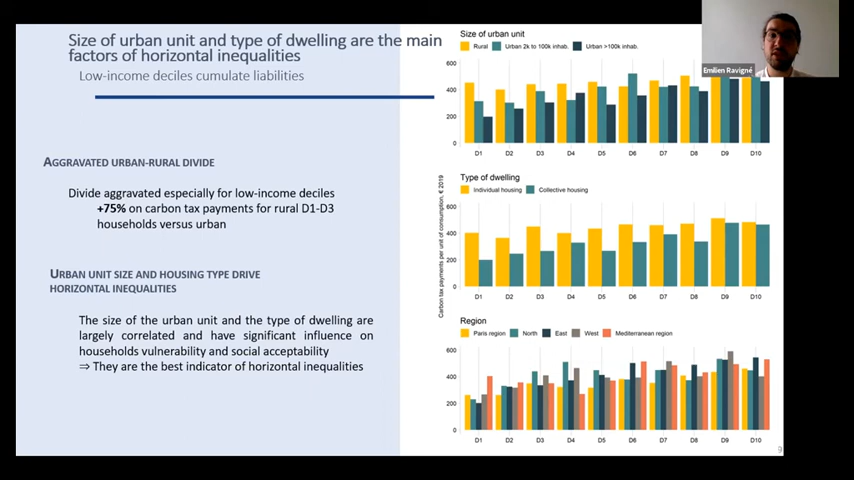 Size of urban unit and type of dwelling are the main
factors of horizontal inequalities
Low-income deciles cumulate liabilities
AGGRAVATED URBAN-RURAL DIVIDE
Divide aggravated especially for low-income deciles
+75% on carbon tax payments for rural D1-D3
households versus urban
URBAN UNIT SIZE AND HOUSING TYPE DRIVE
HORIZONTAL INEQUALITIES
The size of the urban unit and the type of dwelling are
largely correlated and have significant influence on
households vulnerability and social acceptability
⇒ They are the best indicator of horizontal inequalities
Carbon tax payments per unit of consumption, € 2019
Size of urban unit
Rural Urban 2k to 100k inhab. Urban >100k inhab.
600
400
200
0
D1 D2 D3 D4 D5 D6 D7 D8 D9 D10
Type of dwelling
Individual housing Collective housing
600
400
200
0
D1 D2 D3 D4 D5 D6 D7 D8 D9 D10
Region
Paris region North East West Mediterranean region
600
400
200
0
D1 D2 D3 D4 D5 D6 D7 D8 D9 D10
9
Emilien Ravigné